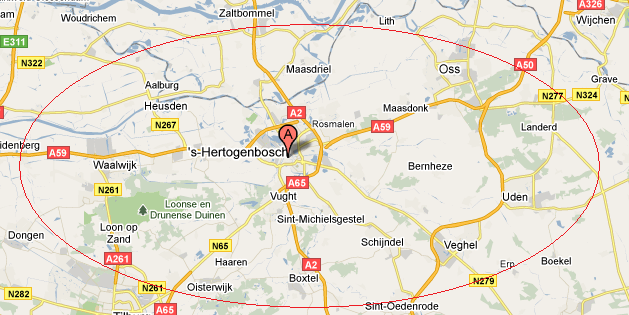 A326
Woudrichem
Zaltbommel
Lith
Wijchen
E311
N322
Maasdriel
Oss
A50
Grave
Aalburg
N277
N324
Heusden
A2
Maasdonk
N267
Rosmalen
A59
Landerd
A
A59
Waalwijk
's-Hertogenbosch
Bernheze
N261
A65
Vught
Uden
Loonse en
Drunense Duinen
Sint-Michielsgestel
Loon op
Zand
Dongen
N65
Schijndel
Veghel
A261
Haaren
A2
Boekel
Erp
Boxtel
N279
N282
N261
Oisterwijk
A65
Sint-Oedenrode